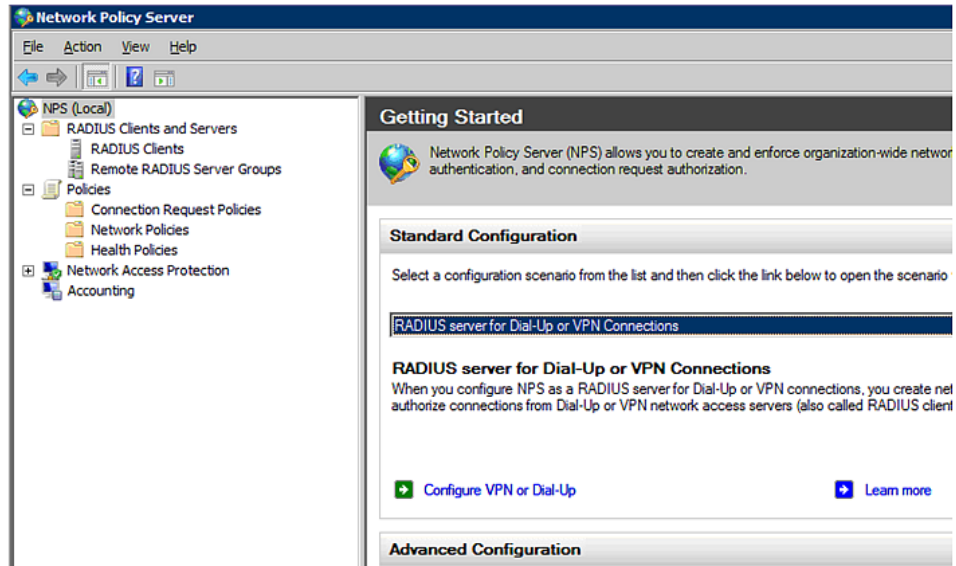 Network Policy Server
File Action View Help
NPS (Local)
RADIUS Clients and Servers
RADIUS Clients
Remote RADIUS Server Groups
Policies
Connection Request Policies
Network Policies
Health Policies
Network Access Protection
Accounting
Getting Started
Network Policy Server (NPS) allows you to create and enforce organization-wide networ
authentication, and connection request authorization.
Standard Configuration
Select a configuration scenario from the list and then click the link below to open the scenario
RADIUS server for Dial-Up or VPN Connections
RADIUS server for Dial-Up or VPN Connections
When you configure NPS as a RADIUS server for Dial-Up or VPN connections, you create net
authorize connections from Dial-Up or VPN network access servers (also called RADIUS client
Configure VPN or Dial-Up
Learn more
Advanced Configuration